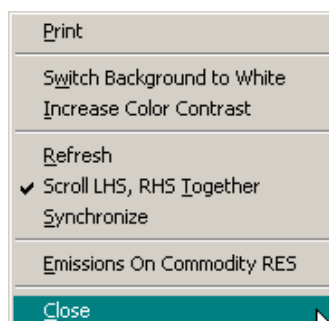 Print
Switch Background to White
Increase Color Contrast
Refresh
Scroll LHS, RHS Together
Synchronize
Emissions On Commodity RES
Close